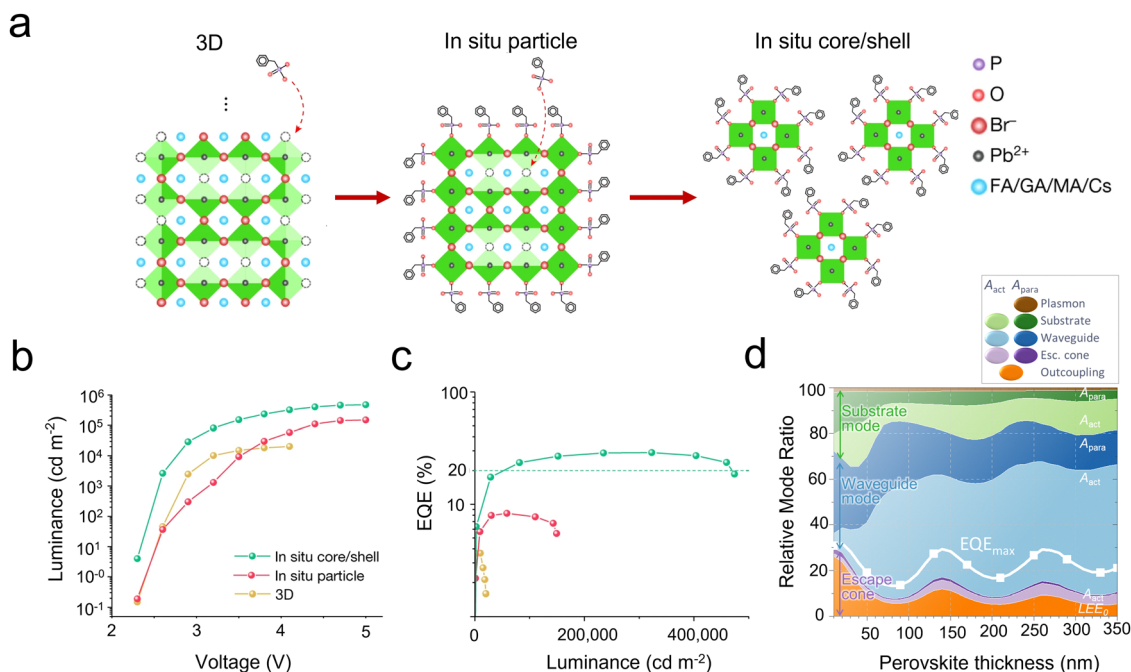 a
3D
In situ particle
In situ core/shell
...
P
O
Br⁻
Pb²⁺
FA/GA/MA/Cs
b
Luminance (cd m⁻²)
10⁶
10⁵
10⁴
10³
10²
10¹
10⁻⁰
10⁻¹
In situ core/shell
In situ particle
3D
2 3 4 5
Voltage (V)
c
EQE (%)
100
20
10
0 200,000 400,000
Luminance (cd m⁻²)
d
A_act A_para
Plasmon
Substrate
Waveguide
Esc. cone
Outcoupling
Relative Mode Ratio
100
80
60
40
20
0
Substrate
mode
Waveguide
mode
Escape
cone
A_para
A_act
A_para
A_act
EQE_max
A_act
LEE₀
50 100 150 200 250 300 350
Perovskite thickness (nm)